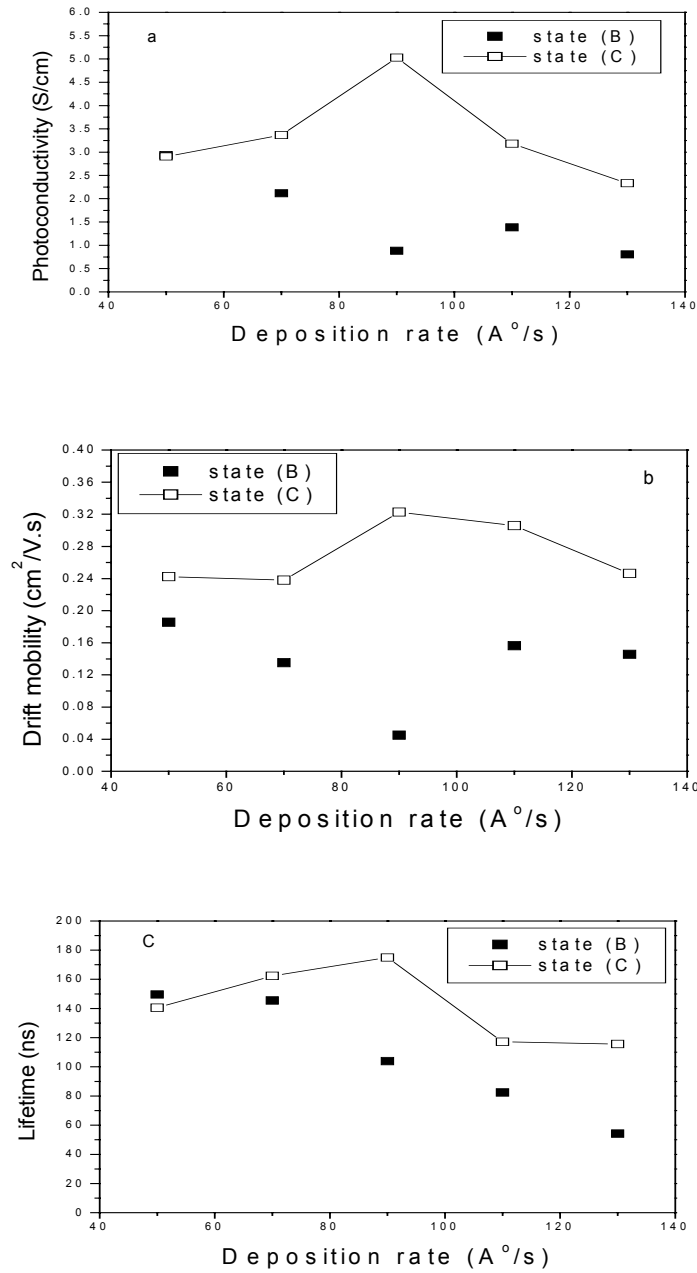 6.0
a
state (B)
state (C)
5.5
5.0
4.5
4.0
3.5
3.0
2.5
2.0
1.5
1.0
0.5
0.0
Photoconductivity (S/cm)
40 60 80 100 120 140
Deposition rate (A°/s)
0.40
state (B)
state (C)
b
0.36
0.32
0.28
0.24
0.20
0.16
0.12
0.08
0.04
0.00
Drift mobility (cm²/V.s)
40 60 80 100 120 140
Deposition rate (A°/s)
200
C
state (B)
state (C)
180
160
140
120
100
80
60
40
20
0
Lifetime (ns)
40 60 80 100 120 140
Deposition rate (A°/s)